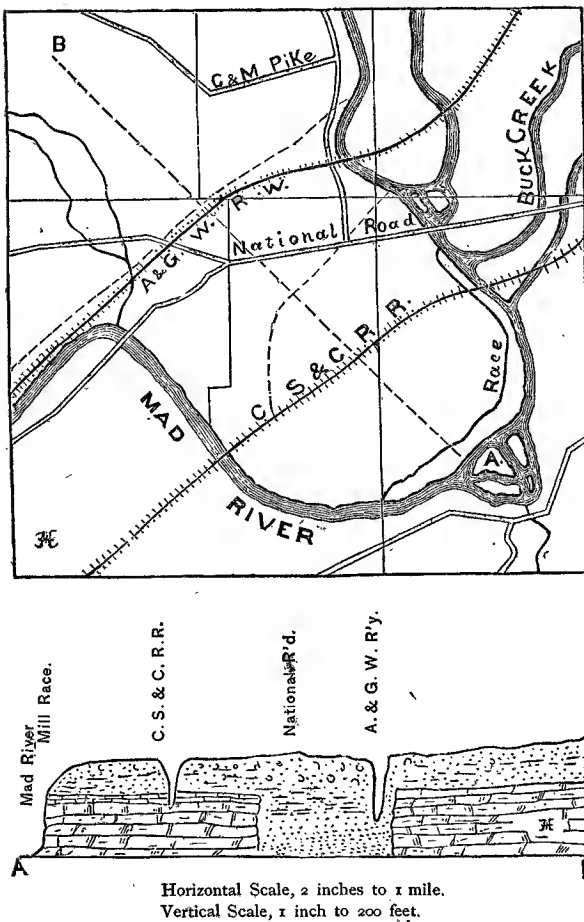 B
C & M PIKE
BUCK CREEK
A & G. W. R. W.
National Road
C. S. & C. R. R.
Race
MAD RIVER
A.
Mad River
Mill Race.
C. S. & C. R.R.
National R'd.
A. & G. W. R'y.
A
Horizontal Scale, 2 inches to 1 mile.
Vertical Scale, 1 inch to 200 feet.